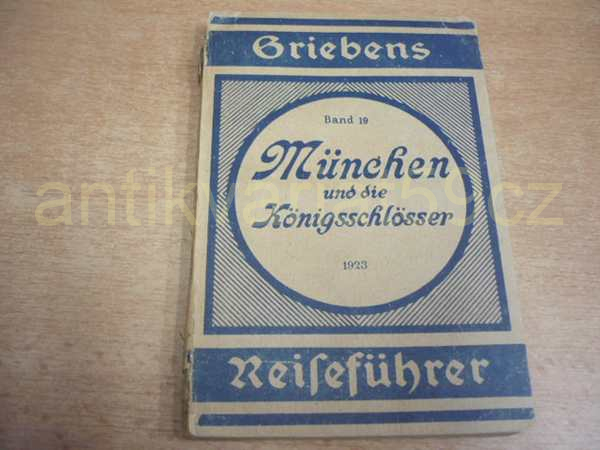 Griebens
Band 19
München
und die
Königsschlösser
1923
Reiseführer